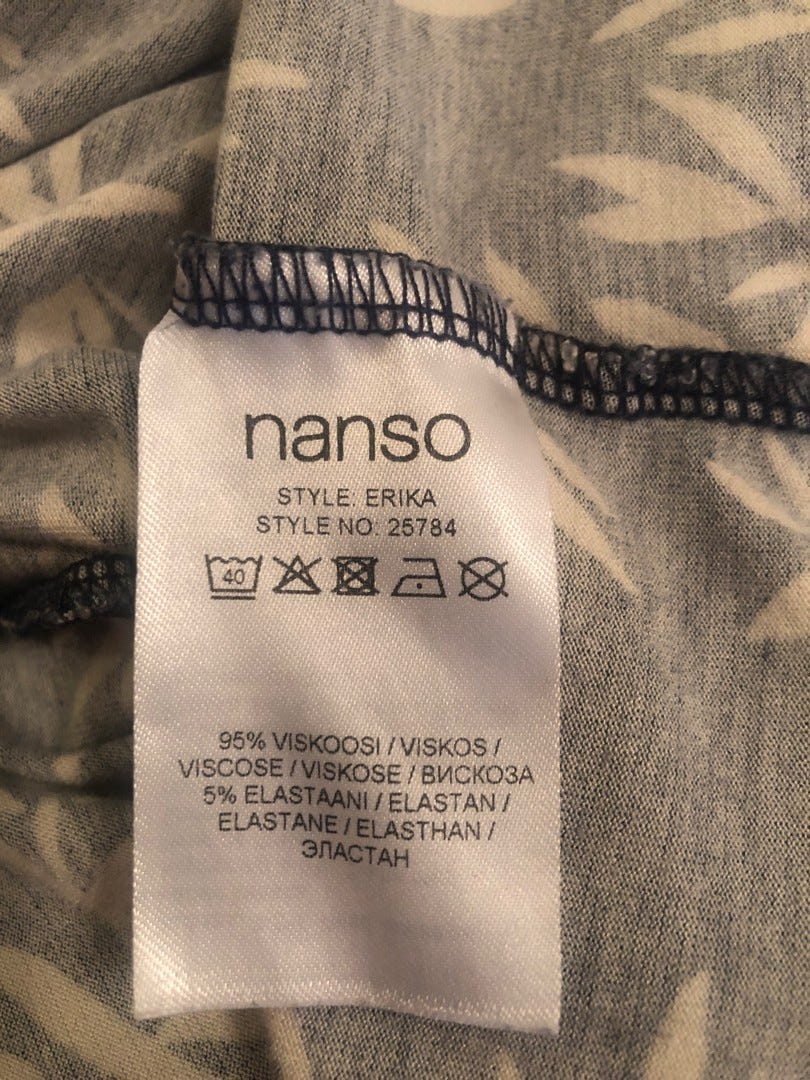 nanso
STYLE: ERIKA
STYLE NO: 25784
40
95% VISKOOSI / VISKOS /
VISCOSE / VISKOSE / ВИСКОЗА
5% ELASTAANI / ELASTAN /
ELASTANE / ELASTHAN /
ЭЛАСТАН